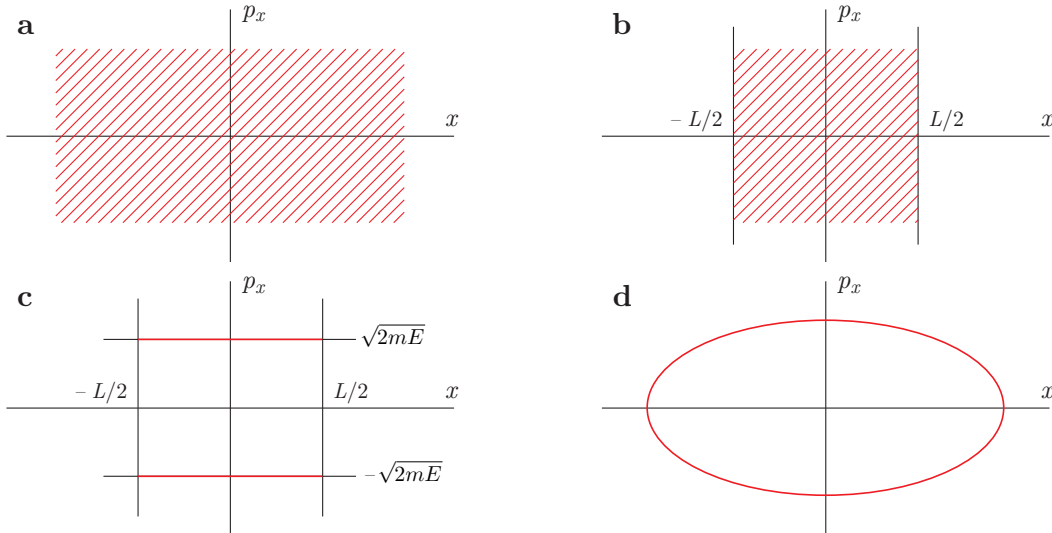 a
p_x
x
b
p_x
– L/2
L/2
x
c
p_x
√2mE
– L/2
L/2
x
–√2mE
d
p_x
x